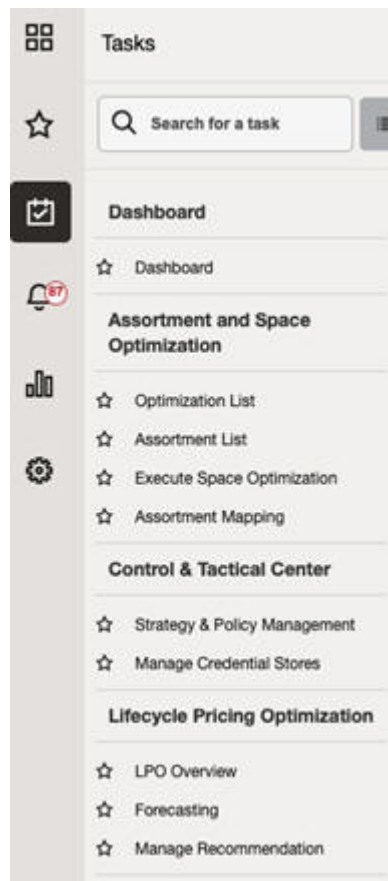 Tasks
Search for a task
Dashboard
Dashboard
87
Assortment and Space
Optimization
Optimization List
Assortment List
Execute Space Optimization
Assortment Mapping
Control & Tactical Center
Strategy & Policy Management
Manage Credential Stores
Lifecycle Pricing Optimization
LPO Overview
Forecasting
Manage Recommendation